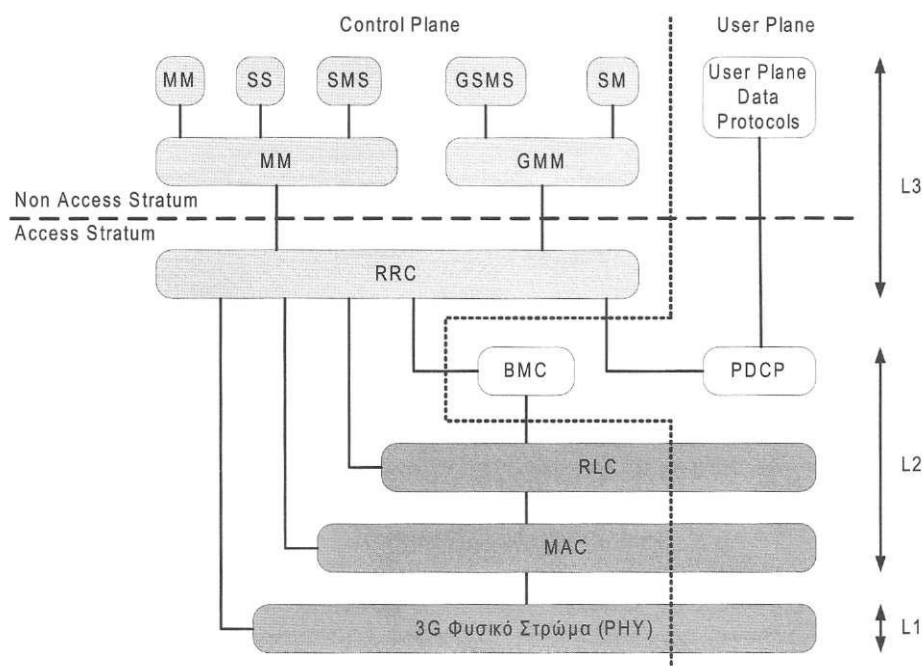 Control Plane
User Plane
MM
SS
SMS
GSMS
SM
User Plane
Data
Protocols
MM
GMM
L3
Non Access Stratum
Access Stratum
RRC
BMC
PDCP
RLC
L2
MAC
3G Φυσικό Στρώμα (PHY)
L1